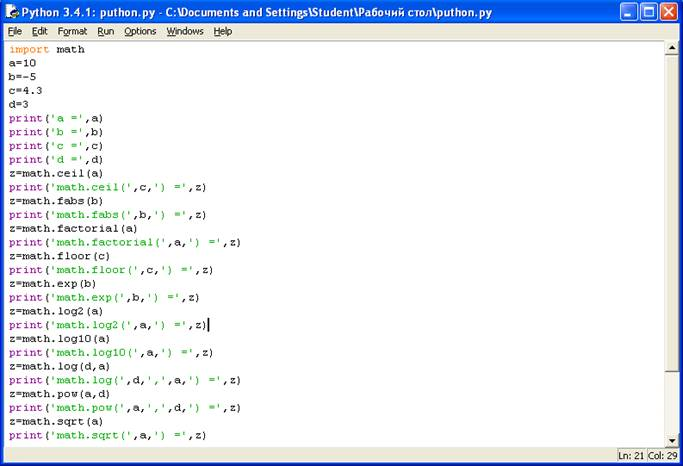 Python 3.4.1: puthon.py - C:\Documents and Settings\Student\Рабочий стол\puthon.py
File Edit Format Run Options Windows Help
import math
a=10
b=-5
c=4.3
d=3
print('a =',a)
print('b =',b)
print('c =',c)
print('d =',d)
z=math.ceil(a)
print('math.ceil(',c,') =',z)
z=math.fabs(b)
print('math.fabs(',b,') =',z)
z=math.factorial(a)
print('math.factorial(',a,') =',z)
z=math.floor(c)
print('math.floor(',c,') =',z)
z=math.exp(b)
print('math.exp(',b,') =',z)
z=math.log2(a)
print('math.log2(',a,') =',z)
z=math.log10(a)
print('math.log10(',a,') =',z)
z=math.log(d,a)
print('math.log(',d,',',a,') =',z)
z=math.pow(a,d)
print('math.pow(',a,',',d,') =',z)
z=math.sqrt(a)
print('math.sqrt(',a,') =',z)
Ln: 21 Col: 29